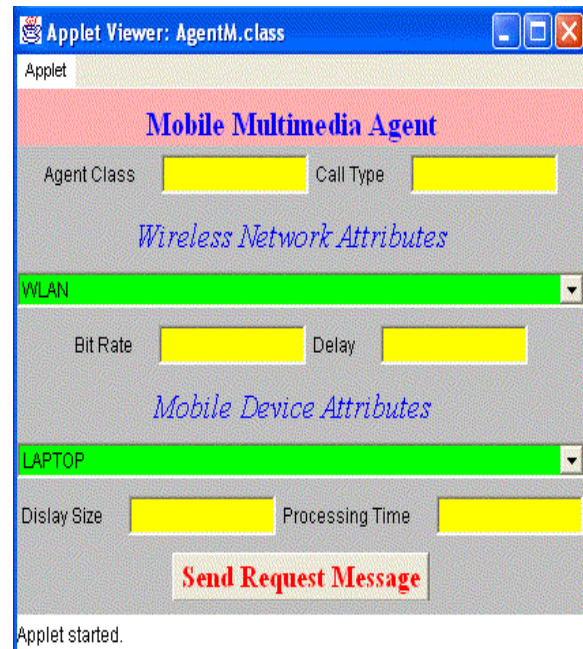 Applet Viewer: AgentM.class
Applet
Mobile Multimedia Agent
Agent Class Call Type
Wireless Network Attributes
WLAN
Bit Rate Delay
Mobile Device Attributes
LAPTOP
Dislay Size Processing Time
Send Request Message
Applet started.